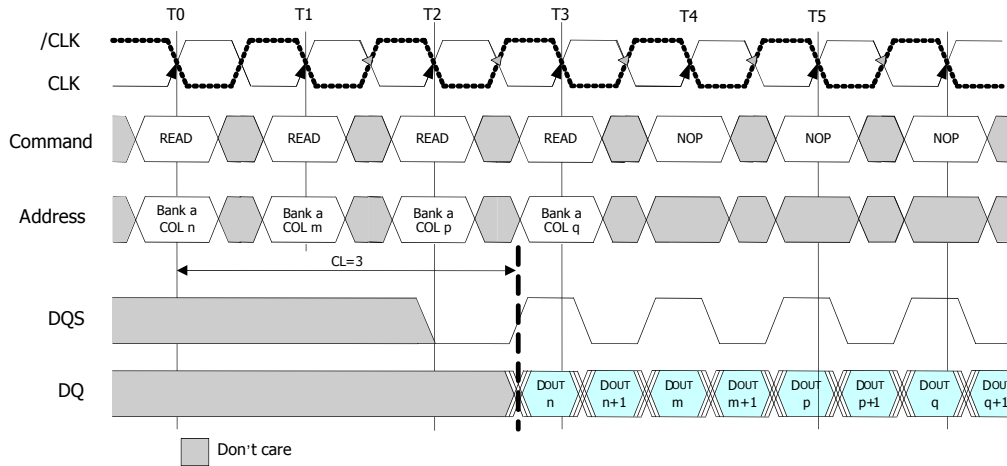 T0 T1 T2 T3 T4 T5
/CLK
CLK
Command READ READ READ READ NOP NOP NOP
Address Bank a Bank a Bank a Bank a
COL n COL m COL p COL q
CL=3
DQS
DQ DOUT DOUT DOUT DOUT DOUT DOUT DOUT DOUT
n n+1 m m+1 p p+1 q q+1
Don't care